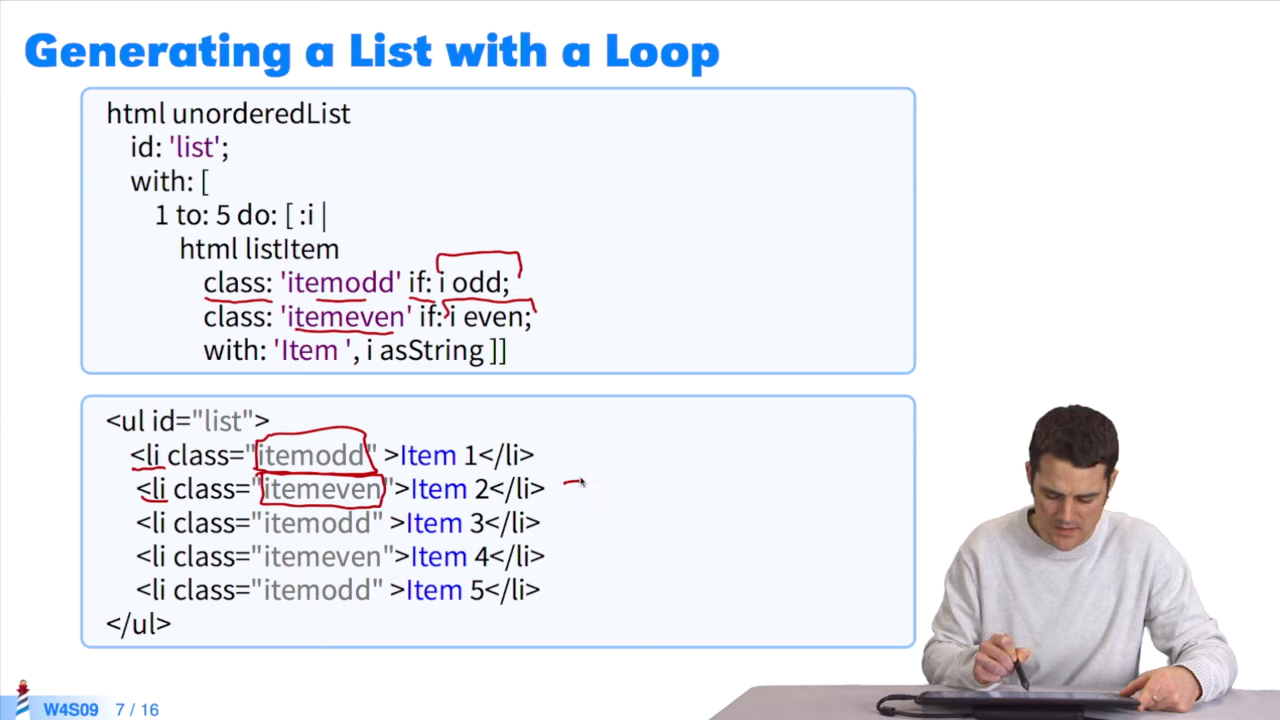 Generating a List with a Loop
html unorderedList
id: 'list';
with: [
1 to: 5 do: [ :i |
html listItem
class: 'itemodd' if: i odd;
class: 'itemeven' if: i even;
with: 'Item ', i asString ]]
<ul id="list">
<li class="itemodd" >Item 1</li>
<li class="itemeven">Item 2</li>
<li class="itemodd" >Item 3</li>
<li class="itemeven">Item 4</li>
<li class="itemodd" >Item 5</li>
</ul>
W4S09 7 / 16